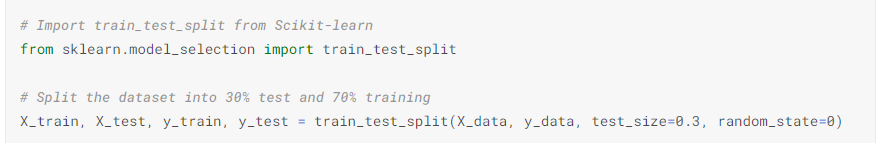 # Import train_test_split from Scikit-learn
from sklearn.model_selection import train_test_split
# Split the dataset into 30% test and 70% training
X_train, X_test, y_train, y_test = train_test_split(X_data, y_data, test_size=0.3, random_state=0)